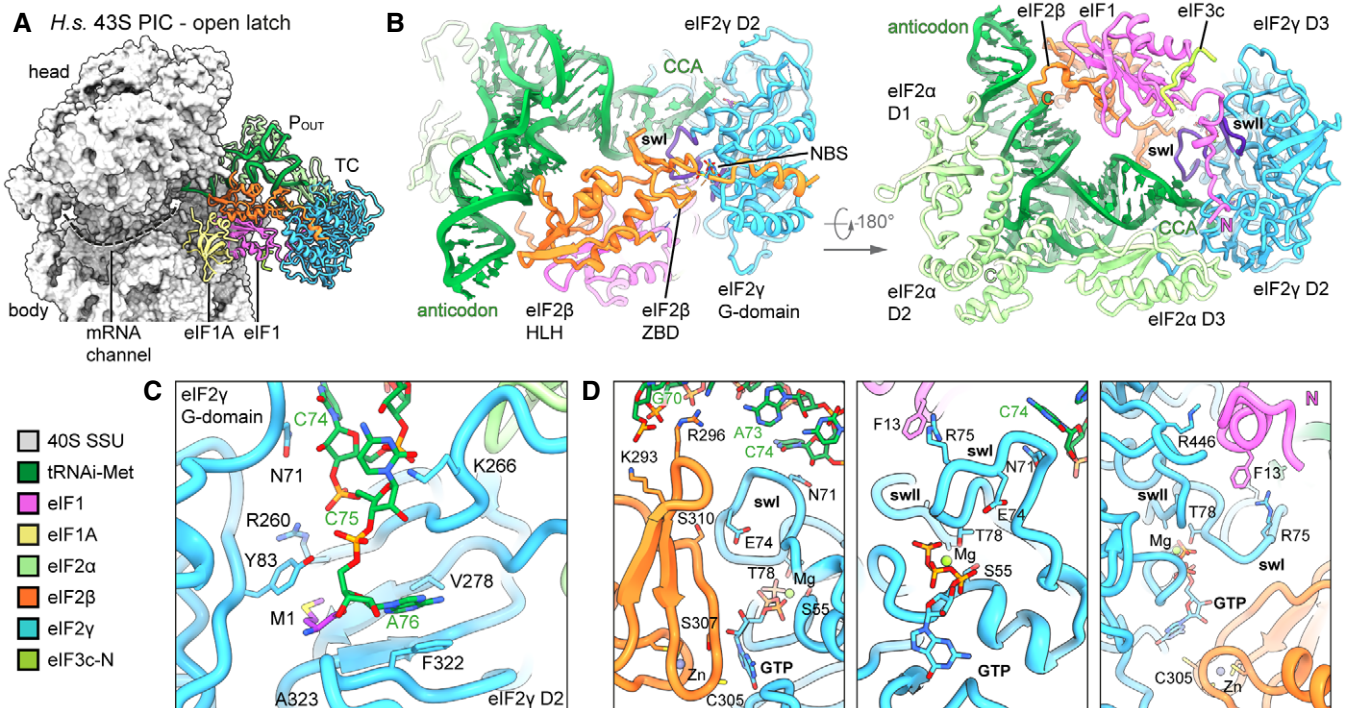 A
H.s. 43S PIC - open latch
head
POUT
TC
body
mRNA
channel
eIF1A
eIF1
B
eIF2γ D2
CCA
swI
NBS
anticodon
eIF2β
HLH
eIF2β
ZBD
eIF2γ
G-domain
-180°
anticodon
eIF2β
eIF1
eIF3c
eIF2γ D3
eIF2α
D1
C
swII
swI
CCA
N
C
eIF2α
D2
eIF2α D3
eIF2γ D2
40S SSU
tRNAi-Met
eIF1
eIF1A
eIF2α
eIF2β
eIF2γ
eIF3c-N
C
eIF2γ
G-domain
C74
N71
K266
C75
R260
Y83
V278
M1
A76
F322
A323
eIF2γ D2
D
G70
R296
A73
C74
K293
swI
N71
S310
E74
T78
Mg
S55
S307
GTP
Zn
C305
F13
R75
C74
swI
N71
swII
E74
T78
Mg
S55
GTP
N
R446
F13
swII
T78
R75
Mg
swI
GTP
C305
Zn